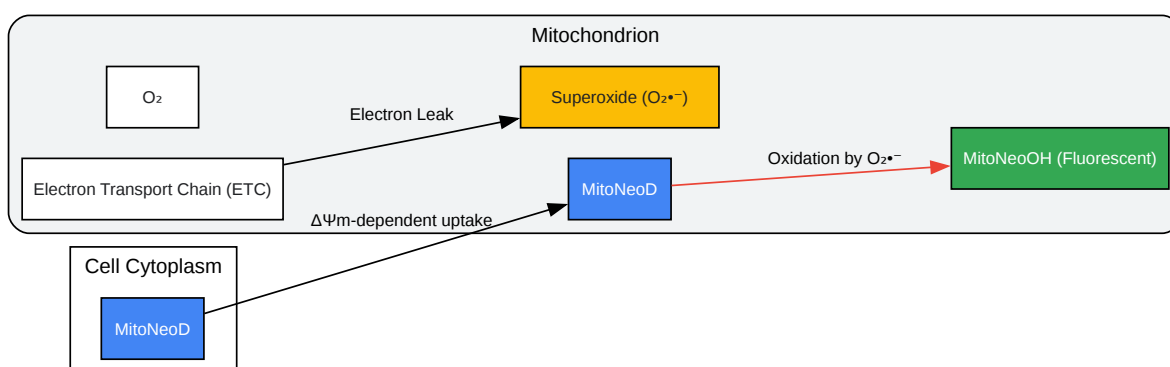 Mitochondrion
O₂
Superoxide (O₂•⁻)
Electron Leak
Electron Transport Chain (ETC)
MitoNeoD
Oxidation by O₂•⁻
MitoNeoOH (Fluorescent)
ΔΨm-dependent uptake
Cell Cytoplasm
MitoNeoD